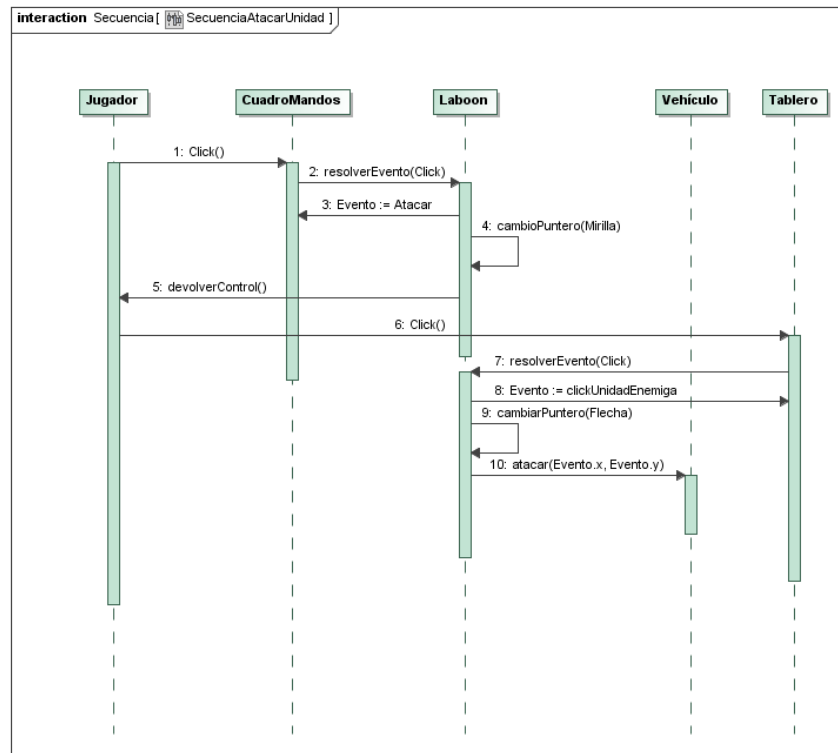 interaction Secuencia[ SecuenciaAtacarUnidad ]
Jugador
CuadroMandos
Laboon
Vehículo
Tablero
1: Click()
2: resolverEvento(Click)
3: Evento := Atacar
4: cambioPuntero(Mirilla)
5: devolverControl()
6: Click()
7: resolverEvento(Click)
8: Evento := clickUnidadEnemiga
9: cambiarPuntero(Flecha)
10: atacar(Evento.x, Evento.y)